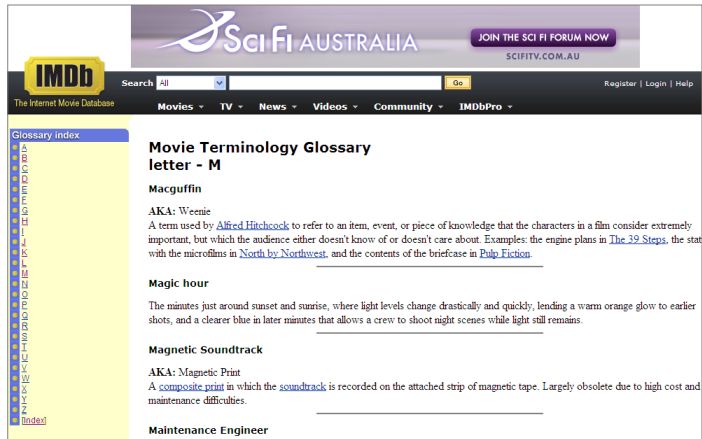 SCI FI AUSTRALIA
JOIN THE SCI FI FORUM NOW
SCIFITV.COM.AU
IMDb
The Internet Movie Database
Search All Go
Register | Login | Help
Movies TV News Videos Community IMDbPro
Glossary index
A
B
C
D
E
F
G
H
I
J
K
L
M
N
O
P
Q
R
S
T
U
V
W
X
Y
Z
[Index]
Movie Terminology Glossary
letter - M
Macguffin
AKA: Weenie
A term used by Alfred Hitchcock to refer to an item, event, or piece of knowledge that the characters in a film consider extremely
important, but which the audience either doesn't know of or doesn't care about. Examples: the engine plans in The 39 Steps, the stat
with the microfilms in North by Northwest, and the contents of the briefcase in Pulp Fiction.
Magic hour
The minutes just around sunset and sunrise, where light levels change drastically and quickly, lending a warm orange glow to earlier
shots, and a clearer blue in later minutes that allows a crew to shoot night scenes while light still remains.
Magnetic Soundtrack
AKA: Magnetic Print
A composite print in which the soundtrack is recorded on the attached strip of magnetic tape. Largely obsolete due to high cost and
maintenance difficulties.
Maintenance Engineer